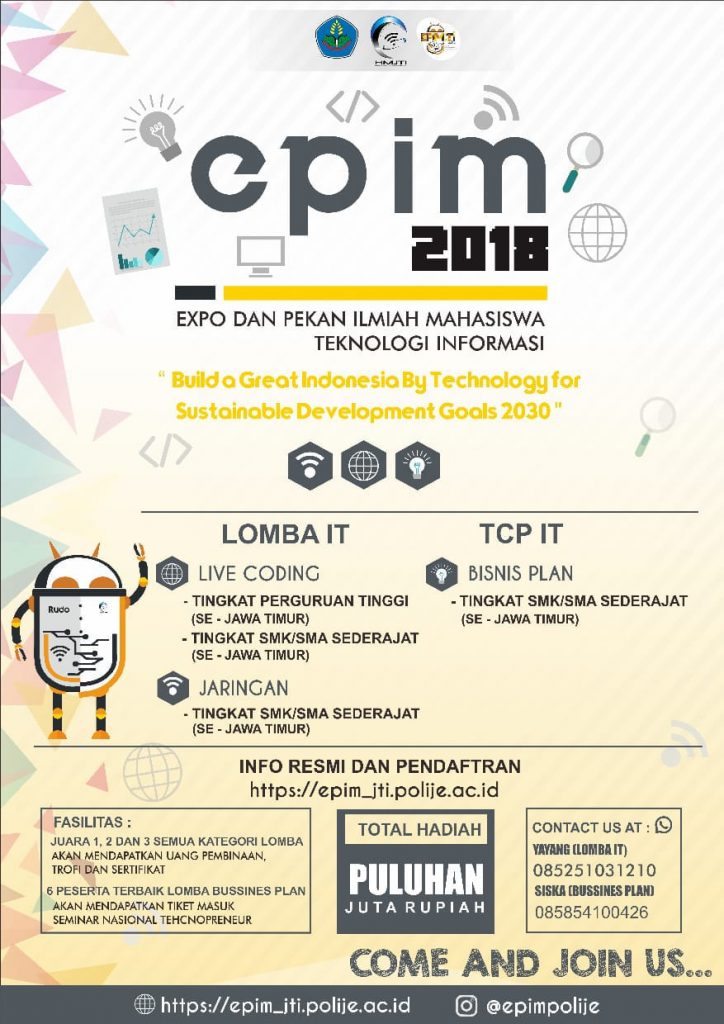 HMJTI
</>
epim
2018
EXPO DAN PEKAN ILMIAH MAHASISWA
TEKNOLOGI INFORMASI
" Build a Great Indonesia By Technology for
Sustainable Development Goals 2030 "
</>
LOMBA IT
LIVE CODING
- TINGKAT PERGURUAN TINGGI
(SE - JAWA TIMUR)
- TINGKAT SMK/SMA SEDERAJAT
(SE - JAWA TIMUR)
JARINGAN
- TINGKAT SMK/SMA SEDERAJAT
(SE - JAWA TIMUR)
TCP IT
BISNIS PLAN
- TINGKAT SMK/SMA SEDERAJAT
(SE - JAWA TIMUR)
Rudo
INFO RESMI DAN PENDAFTRAN
https://epim_jti.polije.ac.id
FASILITAS :
JUARA 1, 2 DAN 3 SEMUA KATEGORI LOMBA
AKAN MENDAPATKAN UANG PEMBINAAN,
TROFI DAN SERTIFIKAT
6 PESERTA TERBAIK LOMBA BUSSINES PLAN
AKAN MENDAPATKAN TIKET MASUK
SEMINAR NASIONAL TEHCNOPRENEUR
TOTAL HADIAH
PULUHAN
JUTA RUPIAH
CONTACT US AT :
YAYANG (LOMBA IT)
085251031210
SISKA (BUSSINES PLAN)
085854100426
COME AND JOIN US...
https://epim_jti.polije.ac.id
@epimpolije